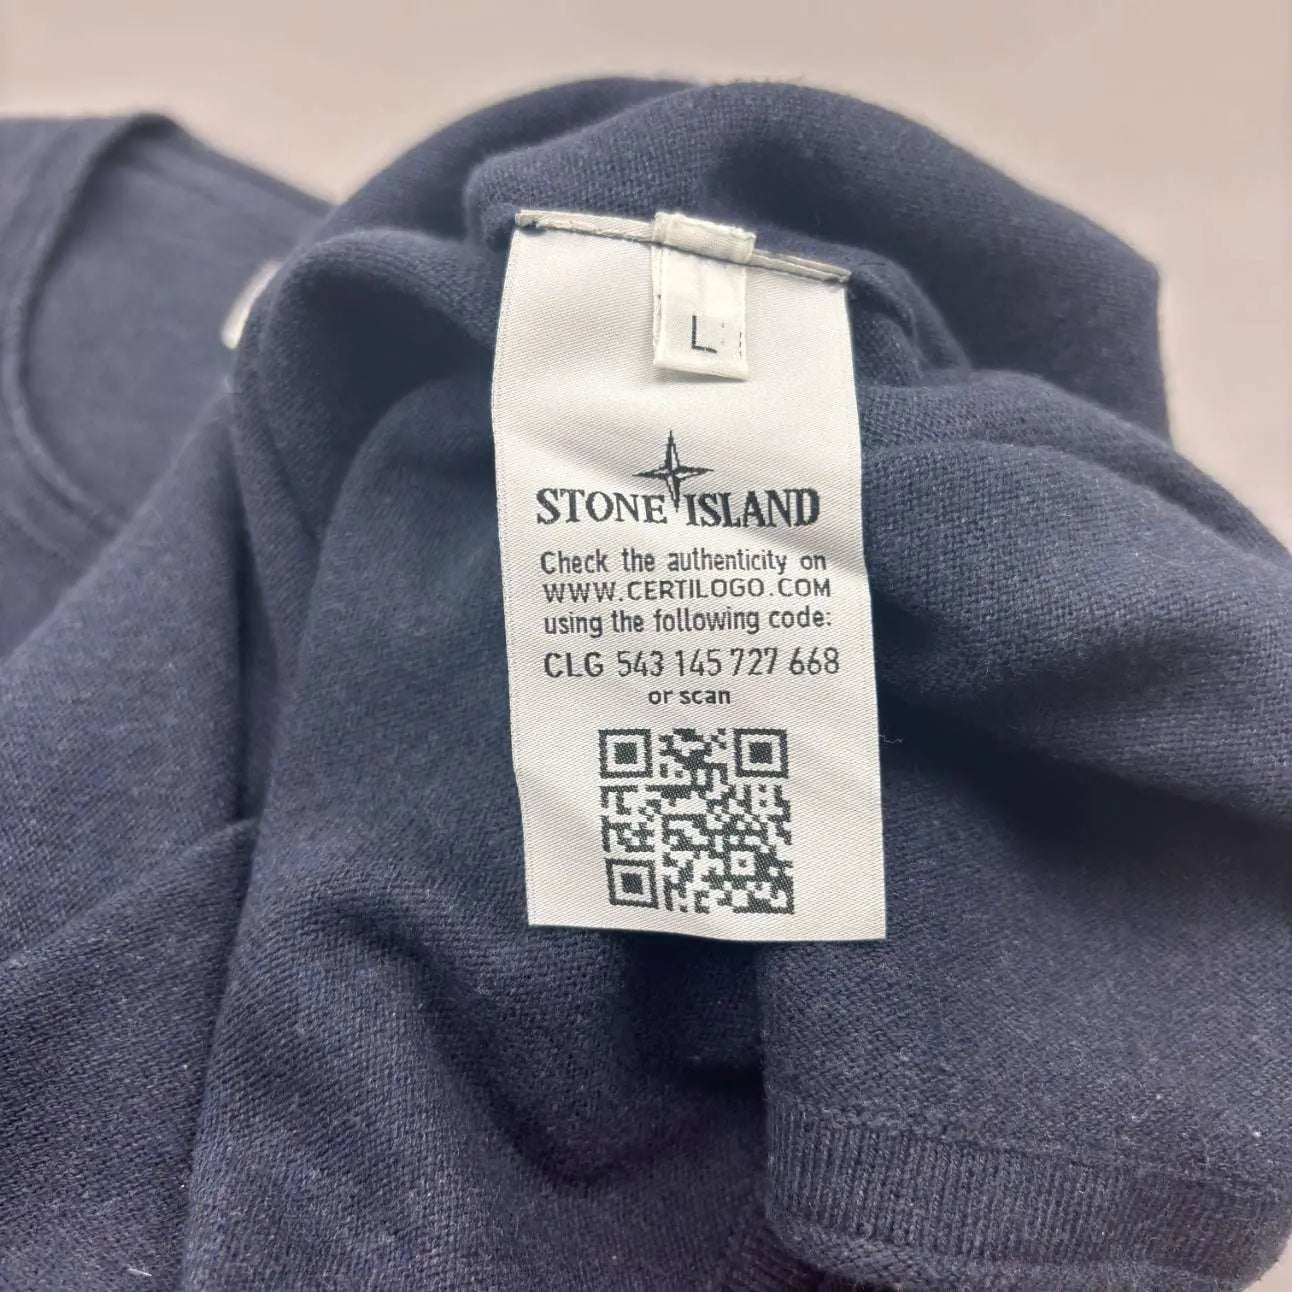 L
STONE ISLAND
Check the authenticity on
WWW.CERTILOGO.COM
using the following code:
CLG 543 145 727 668
or scan